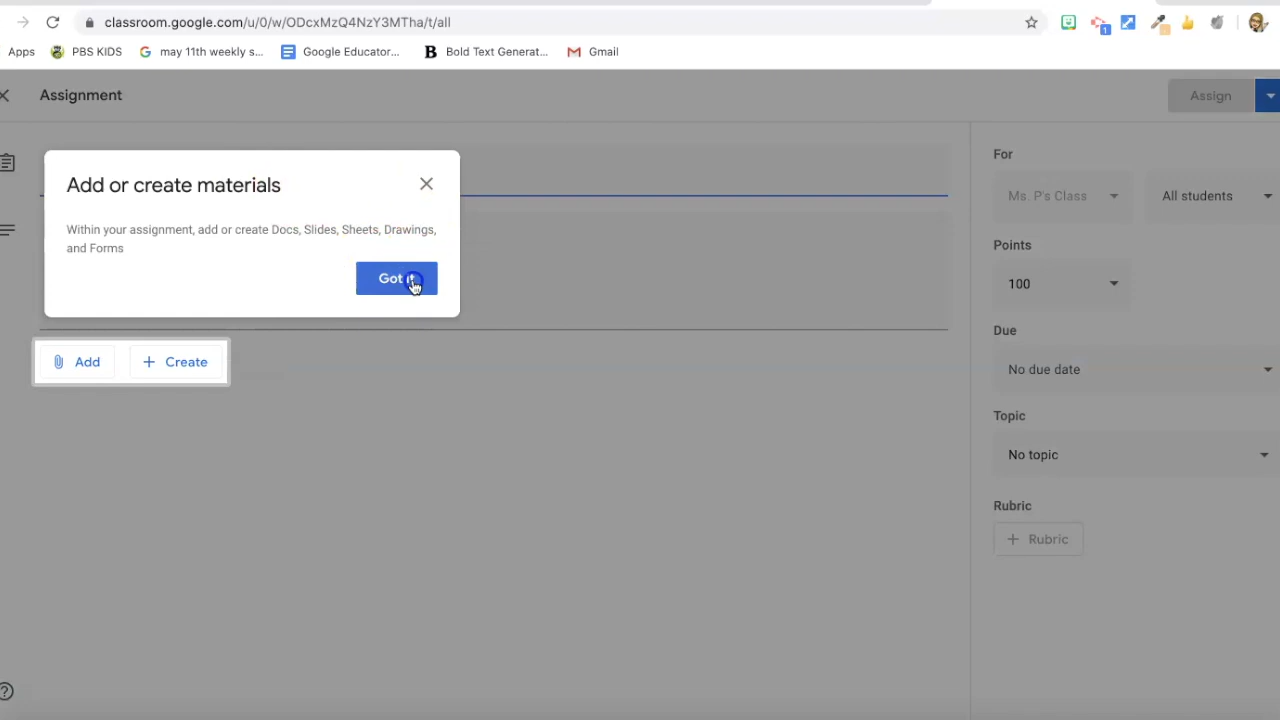 classroom.google.com/u/0/w/ODcxMzQ4NzY3MTha/t/all
1
Apps PBS KIDS may 11th weekly s... Google Educator... B Bold Text Generat... Gmail
Assignment
Assign
Add or create materials
Within your assignment, add or create Docs, Slides, Sheets, Drawings,
and Forms
Got it
Add
Create
For
Ms. P's Class
All students
Points
100
Due
No due date
Topic
No topic
Rubric
+ Rubric